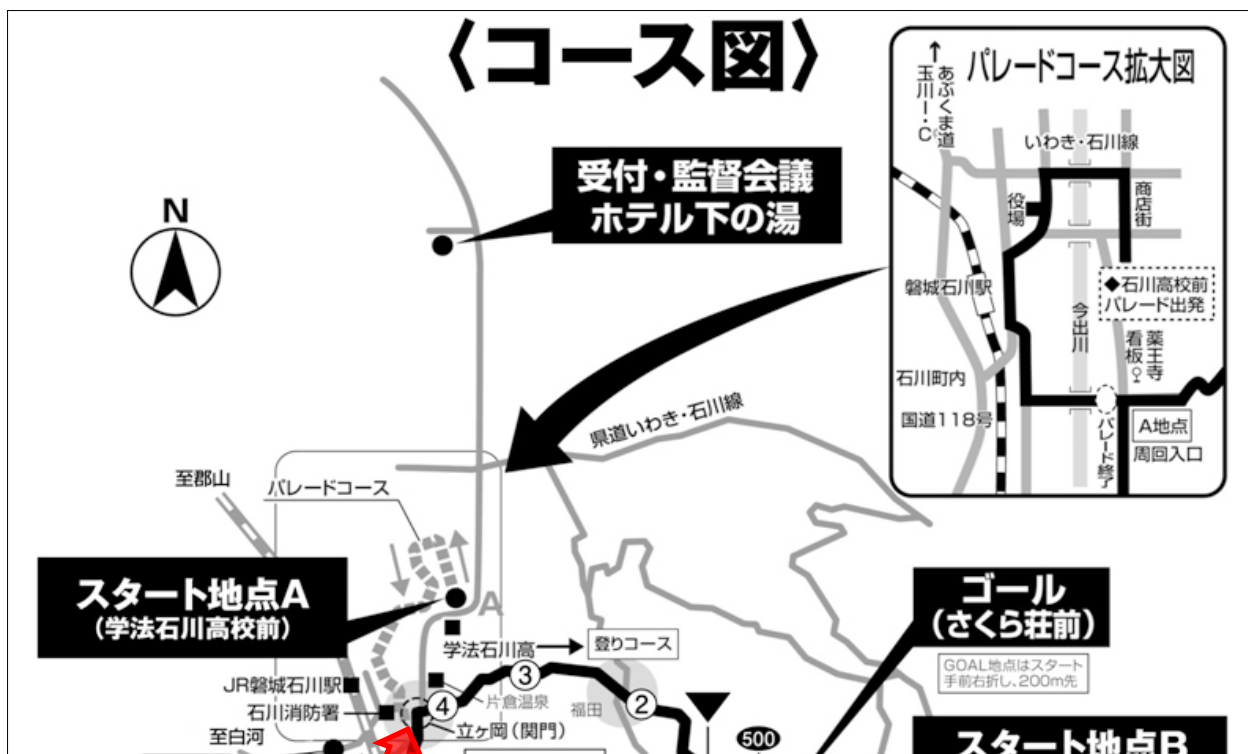 〈コース図〉
N
受付・監督会議
ホテル下の湯
パレードコース拡大図
あぶくま道
玉川I・C
いわき・石川線
役場
商店街
磐城石川駅
◆石川高校前
パレード出発
今出川
薬王寺
看板
石川町内
国道118号
A地点
周回入口
パレード終了
県道いわき・石川線
至郡山
パレードコース
スタート地点A
(学法石川高校前)
A
学法石川高
登りコース
ゴール
(さくら荘前)
GOAL地点はスタート
手前右折し、200m先
JR磐城石川駅
片倉温泉
③
福田
②
④
石川消防署
立ヶ岡(関門)
至白河
500
スタート地点B